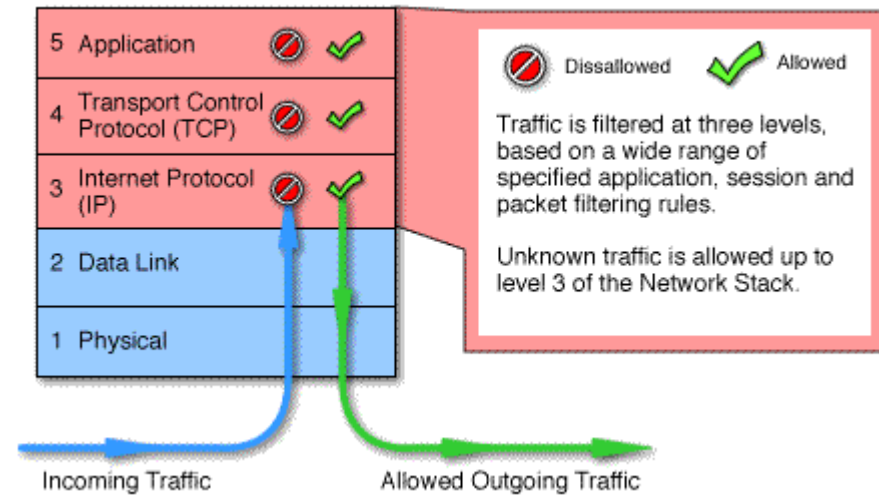 5 Application
4 Transport Control
Protocol (TCP)
3 Internet Protocol
(IP)
2 Data Link
1 Physical
Dissallowed
Allowed
Traffic is filtered at three levels,
based on a wide range of
specified application, session and
packet filtering rules.
Unknown traffic is allowed up to
level 3 of the Network Stack.
Incoming Traffic
Allowed Outgoing Traffic